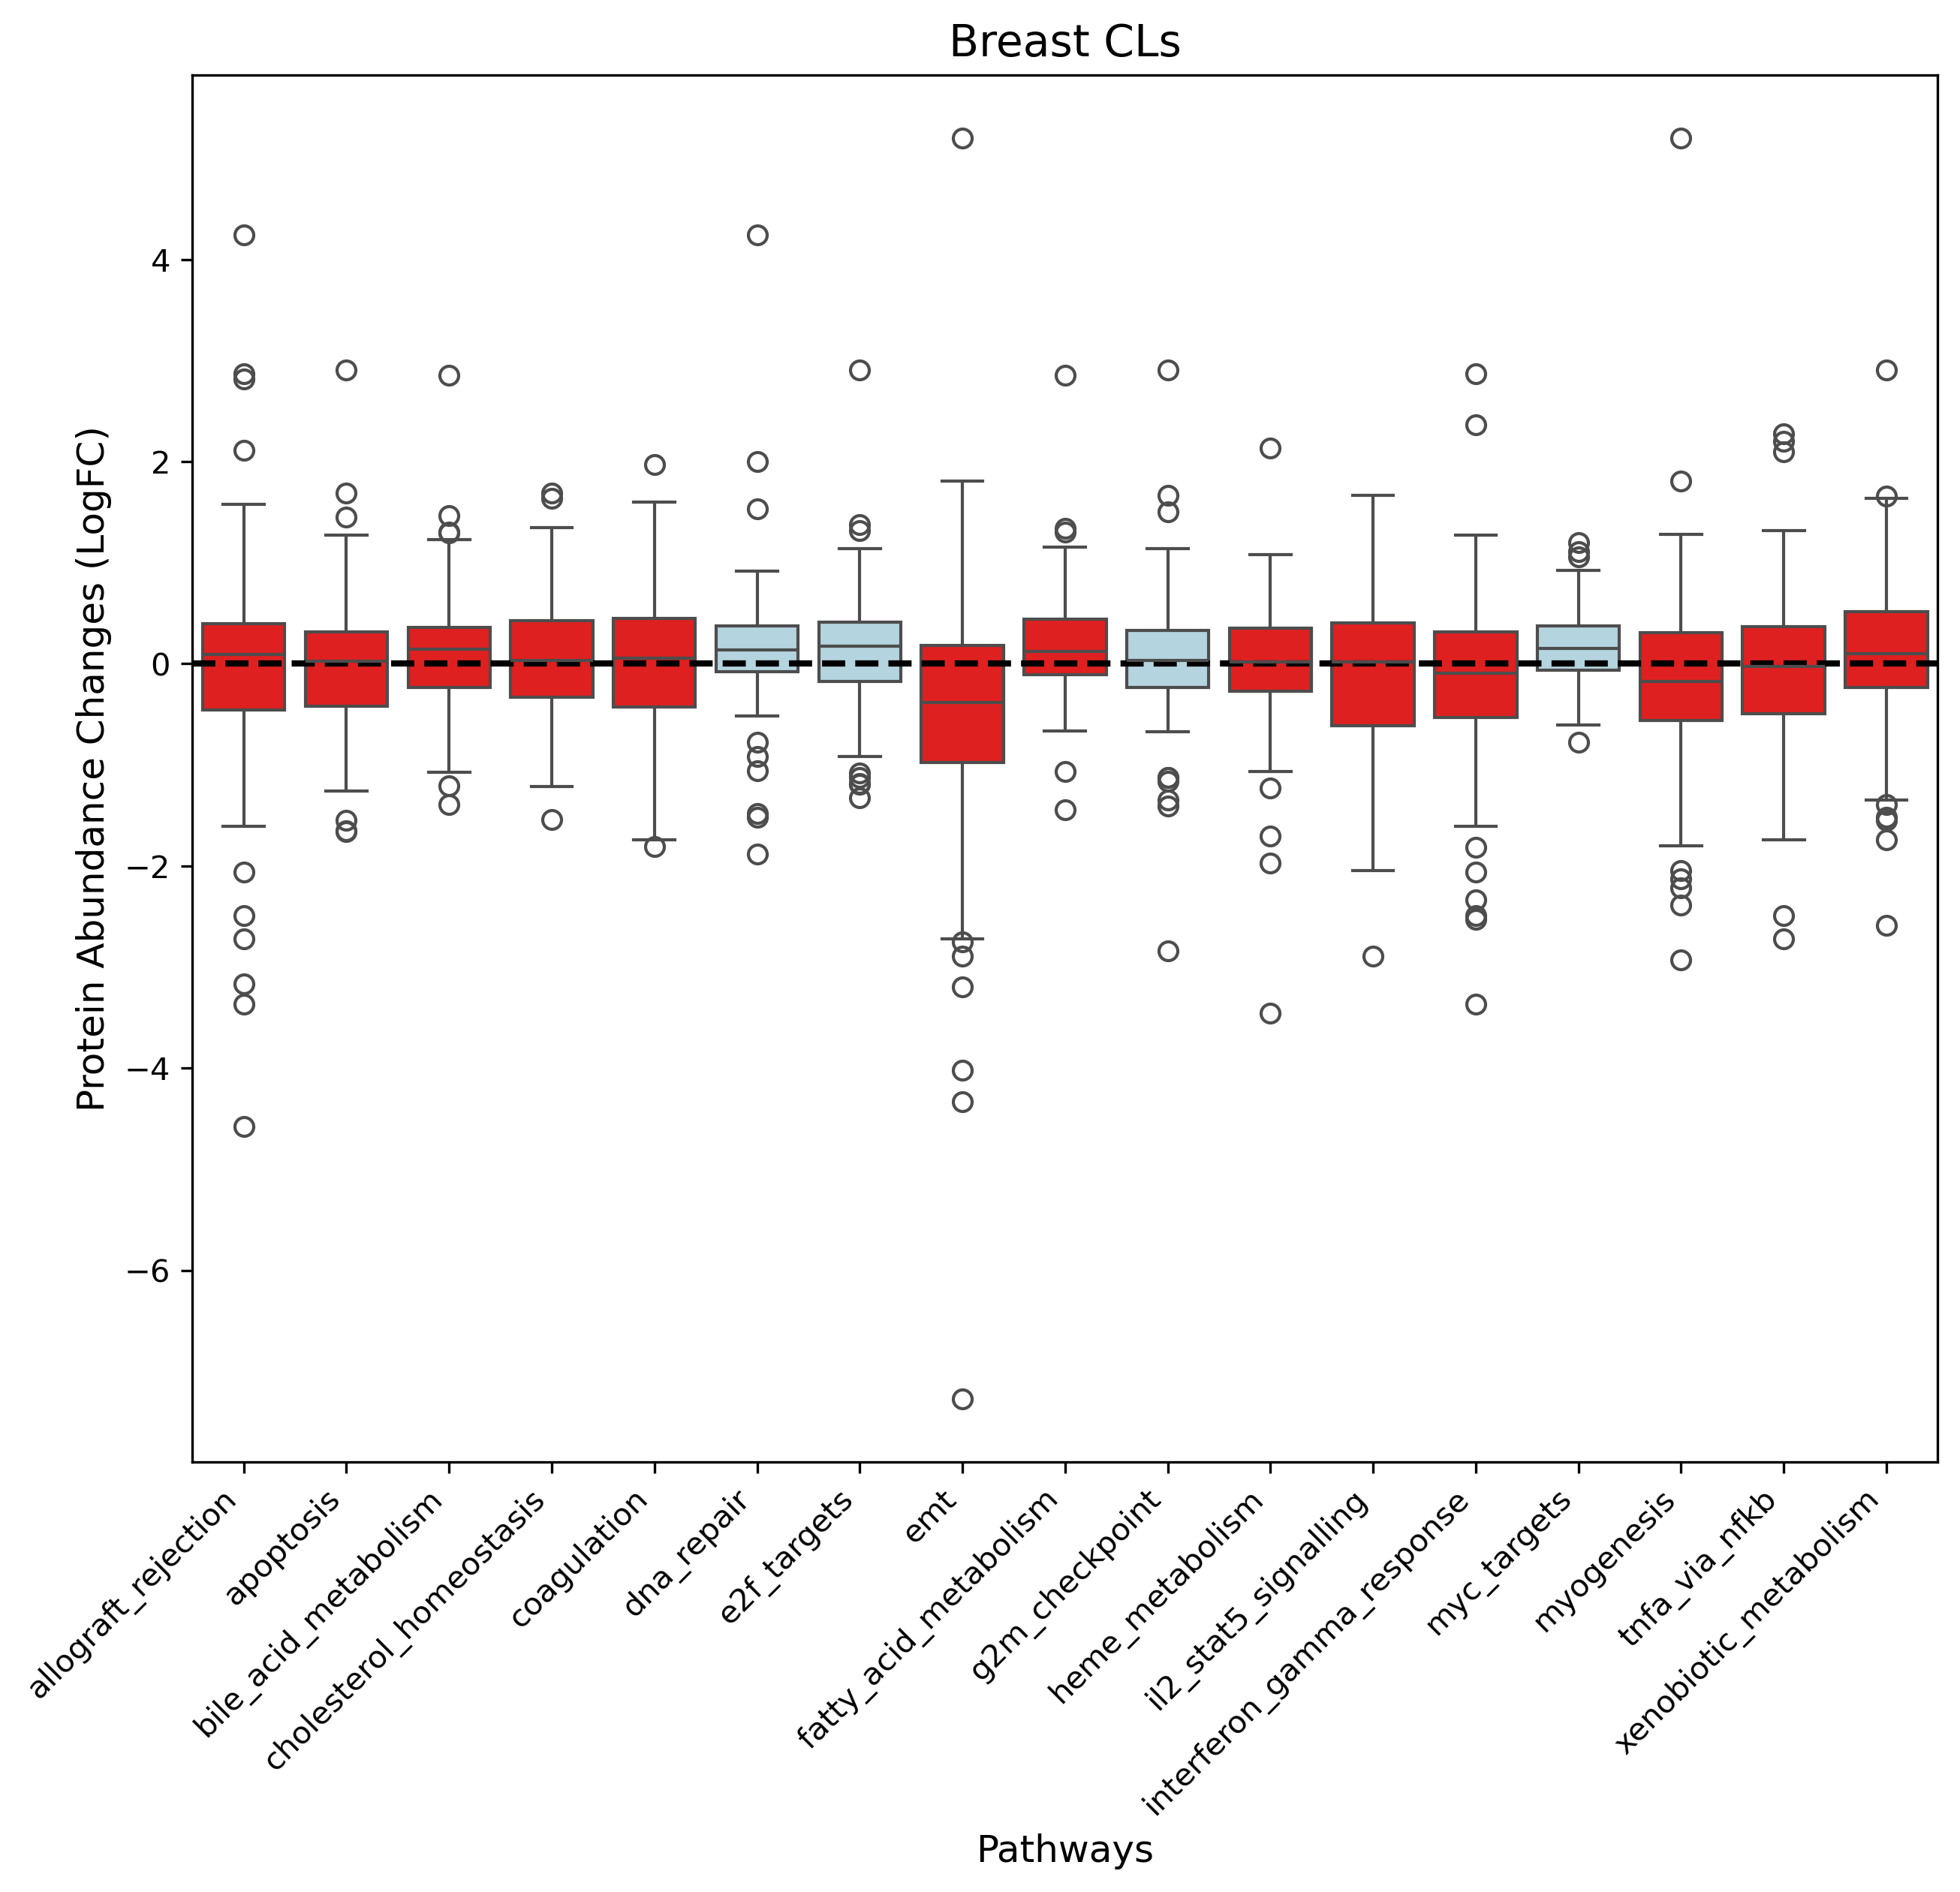 Breast CLs
Protein Abundance Changes (LogFC)
4
2
0
−2
−4
−6
allograft_rejection
apoptosis
bile_acid_metabolism
cholesterol_homeostasis
coagulation
dna_repair
e2f_targets
emt
fatty_acid_metabolism
g2m_checkpoint
heme_metabolism
il2_stat5_signalling
interferon_gamma_response
myc_targets
myogenesis
tnfa_via_nfkb
xenobiotic_metabolism
Pathways